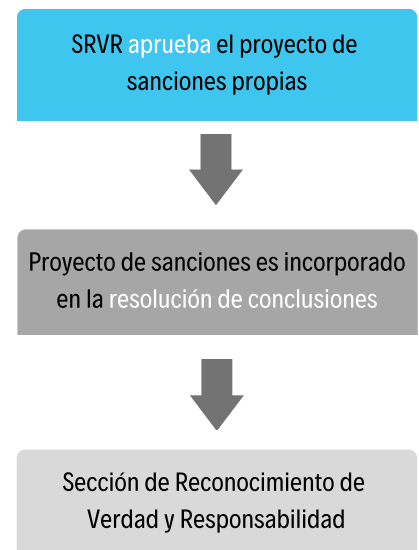 SRVR aprueba el proyecto de
sanciones propias
Proyecto de sanciones es incorporado
en la resolución de conclusiones
Sección de Reconocimiento de
Verdad y Responsabilidad